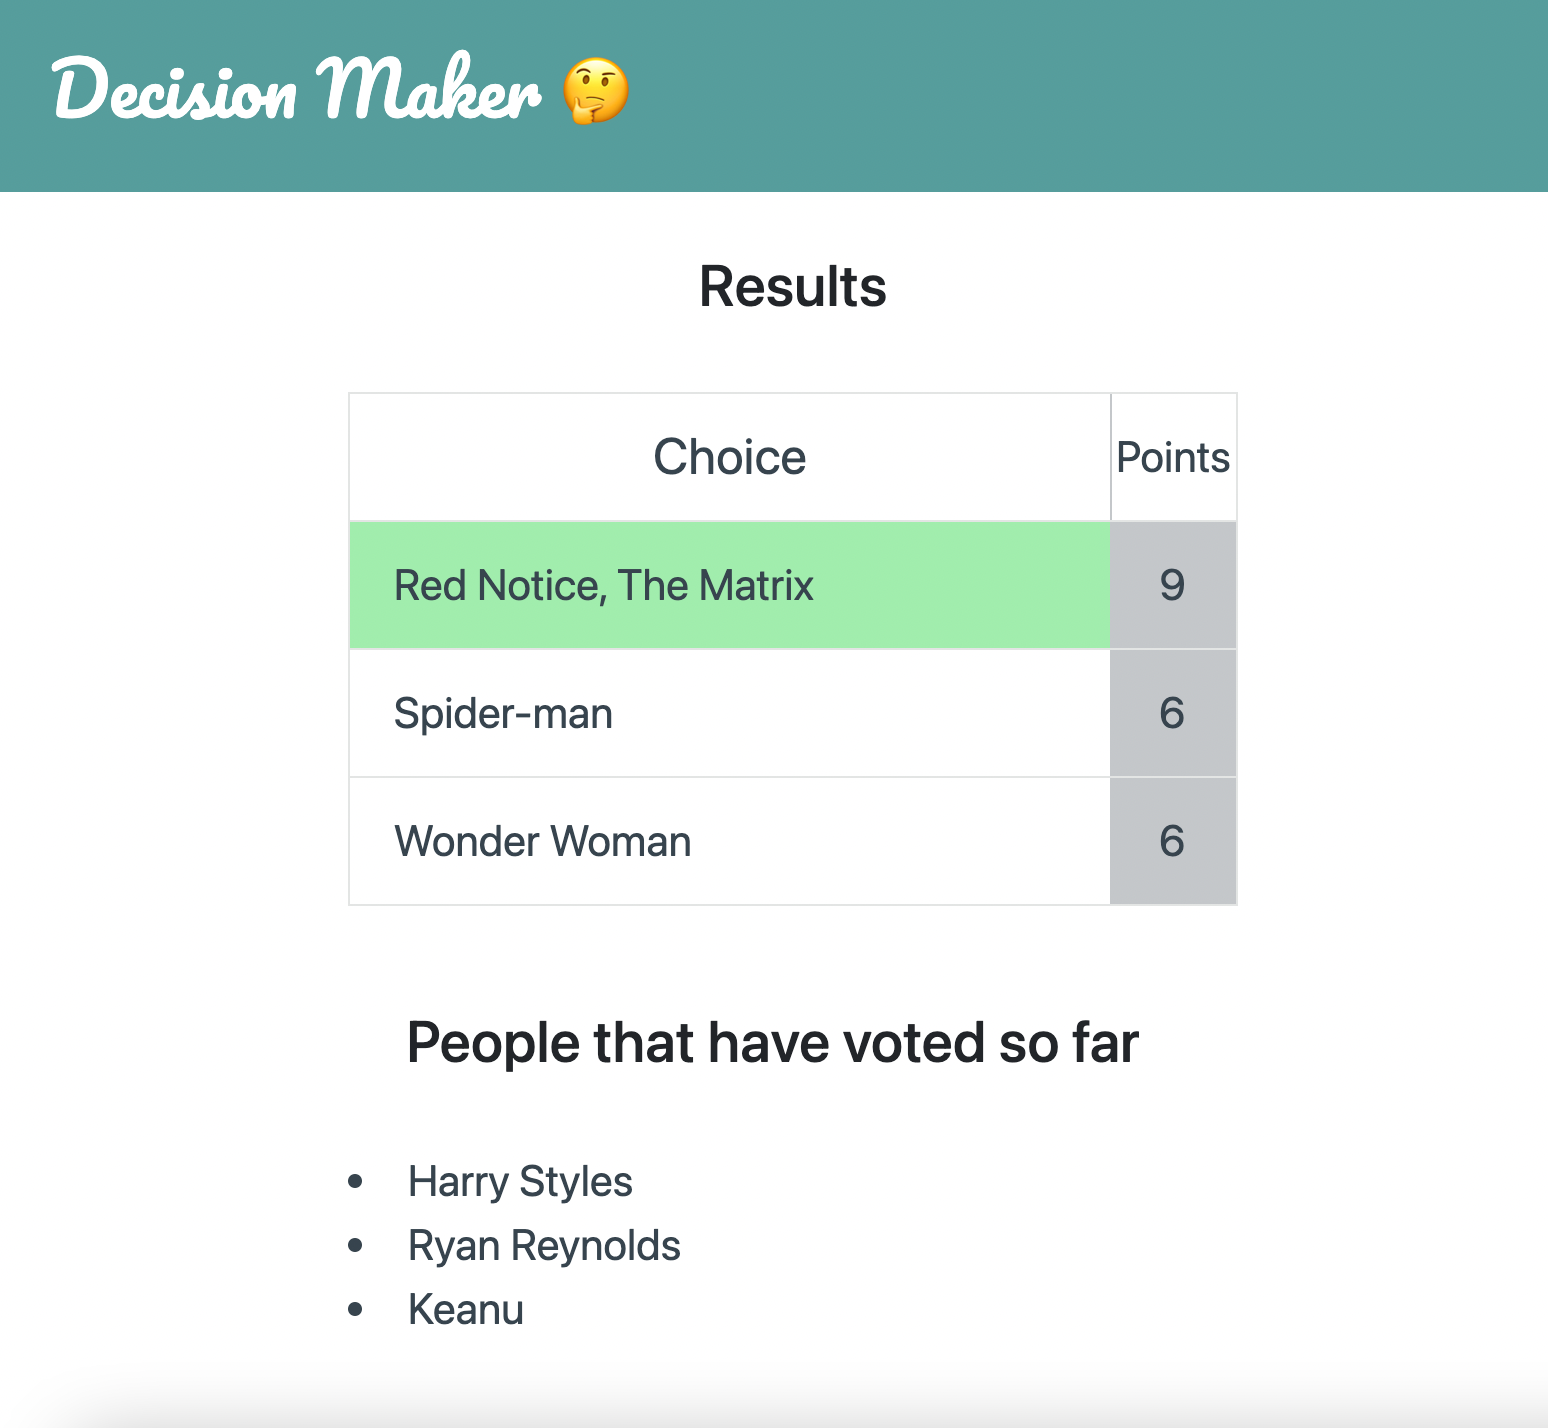 Decision Maker 🤔
Results
Choice Points
Red Notice, The Matrix 9
Spider-man 6
Wonder Woman 6
People that have voted so far
• Harry Styles
• Ryan Reynolds
• Keanu